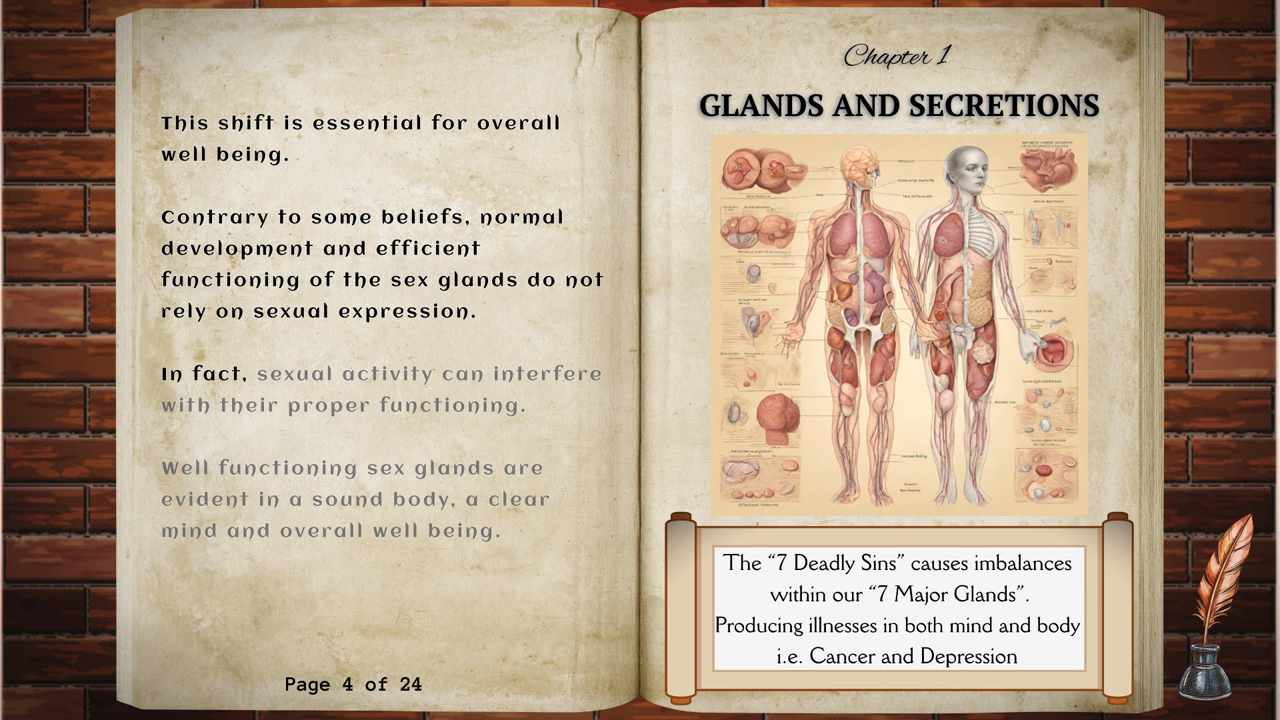 This shift is essential for overall
well being.
Contrary to some beliefs, normal
development and efficient
functioning of the sex glands do not
rely on sexual expression.
In fact, sexual activity can interfere
with their proper functioning.
Well functioning sex glands are
evident in a sound body, a clear
mind and overall well being.
Page 4 of 24
Chapter 1
GLANDS AND SECRETIONS
The “7 Deadly Sins” causes imbalances
within our “7 Major Glands”.
Producing illnesses in both mind and body
i.e. Cancer and Depression